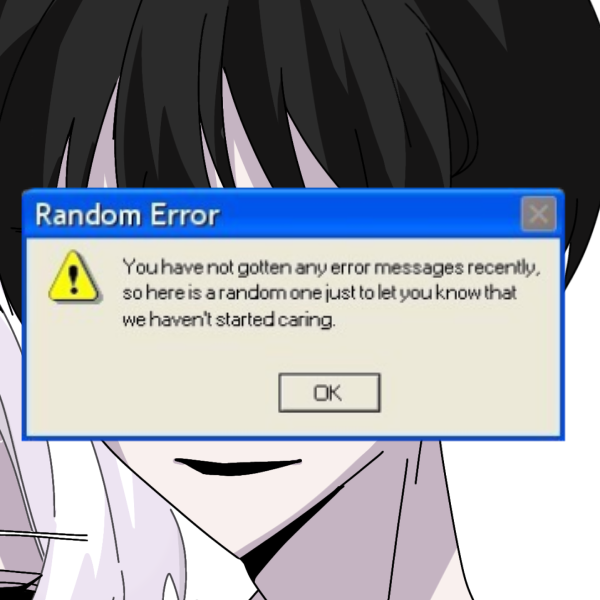 Random Error
You have not gotten any error messages recently,
so here is a random one just to let you know that
we haven't started caring.
OK